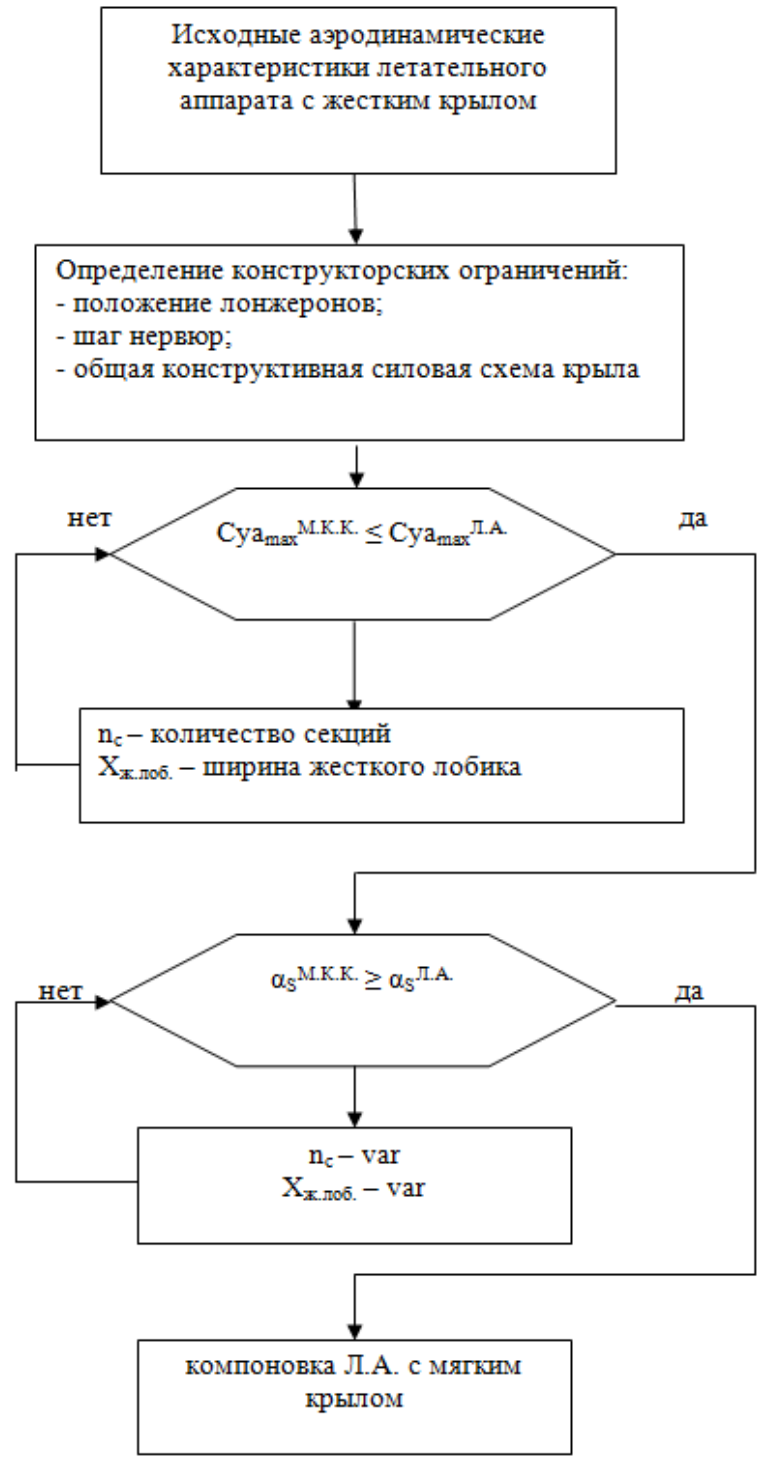 Исходные аэродинамические
характеристики летательного
аппарата с жестким крылом
Определение конструкторских ограничений:
- положение лонжеронов;
- шаг нервюр;
- общая конструктивная силовая схема крыла
нет
Cya_max^М.К.К. ≤ Cya_max^Л.А.
да
n_c – количество секций
X_ж.лоб. – ширина жесткого лобика
нет
α_S^М.К.К. ≥ α_S^Л.А.
да
n_c – var
X_ж.лоб. – var
компоновка Л.А. с мягким
крылом